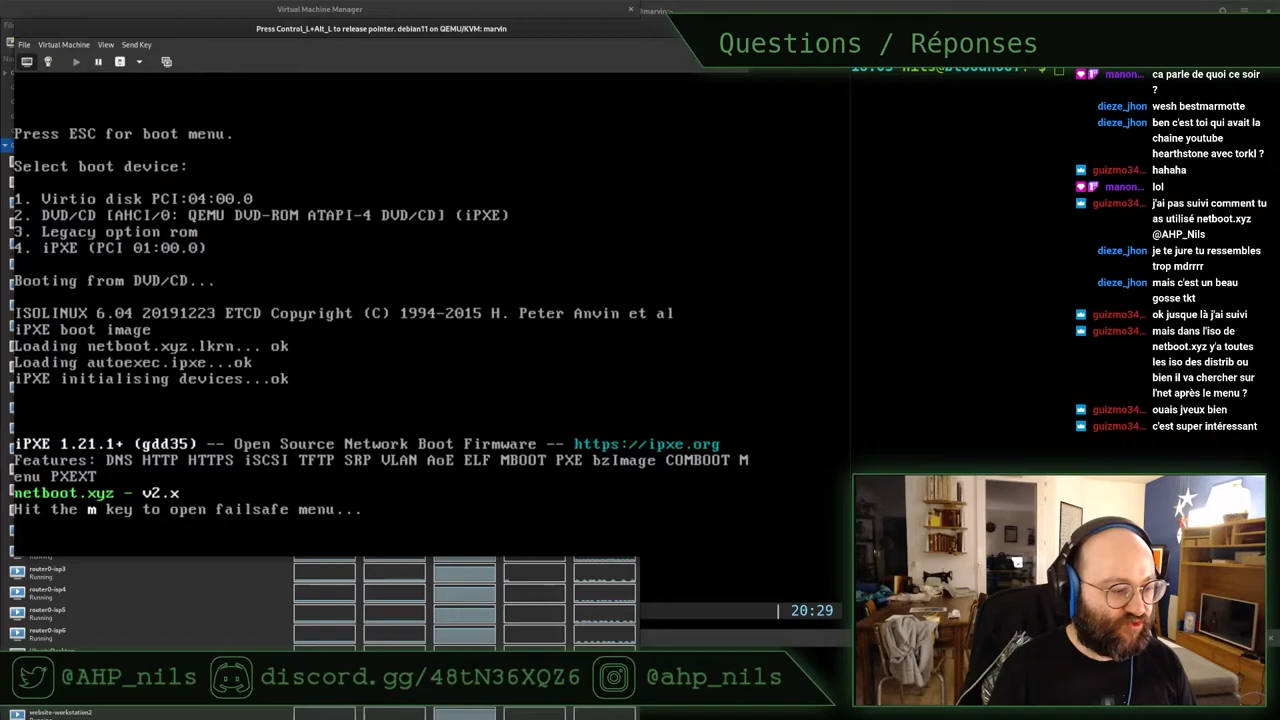 Virtual Machine Manager
Press Control_L+Alt_L to release pointer. debian11 on QEMU/KVM: marvin
File Virtual Machine View Send Key
Press ESC for boot menu.
Select boot device:
1. Virtio disk PCI:04:00.0
2. DVD/CD [AHCI/0: QEMU DVD-ROM ATAPI-4 DVD/CD] (iPXE)
3. Legacy option rom
4. iPXE (PCI 01:00.0)
Booting from DVD/CD...
ISOLINUX 6.04 20191223 ETCD Copyright (C) 1994-2015 H. Peter Anvin et al
iPXE boot image
Loading netboot.xyz.lkrn... ok
Loading autoexec.ipxe...ok
iPXE initialising devices...ok
iPXE 1.21.1+ (gdd35) -- Open Source Network Boot Firmware -- https://ipxe.org
Features: DNS HTTP HTTPS iSCSI TFTP SRP VLAN AoE ELF MBOOT PXE bzImage COMBOOT M
enu PXEXT
netboot.xyz - v2.x
Hit the m key to open failsafe menu...
router0-isp3
Running
router0-isp4
Running
router0-isp5
Running
router0-isp6
Running
website-workstation2
Running
20:29
Questions / Réponses
manon... ca parle de quoi ce soir
?
dieze_jhon wesh bestmarmotte
dieze_jhon ben c'est toi qui avait la
chaine youtube
hearthstone avec torkl ?
guizmo34... hahaha
manon... lol
guizmo34... j'ai pas suivi comment tu
as utilisé netboot.xyz
@AHP_Nils
dieze_jhon je te jure tu ressembles
trop mdrrr
dieze_jhon mais c'est un beau
gosse tkt
guizmo34... ok jusque là j'ai suivi
guizmo34... mais dans l'iso de
netboot.xyz y'a toutes
les iso des distrib ou
bien il va chercher sur
l'net après le menu ?
guizmo34... ouais jveux bien
guizmo34... c'est super intéressant
@AHP_nils discord.gg/48tN36XQZ6 @ahp_nils